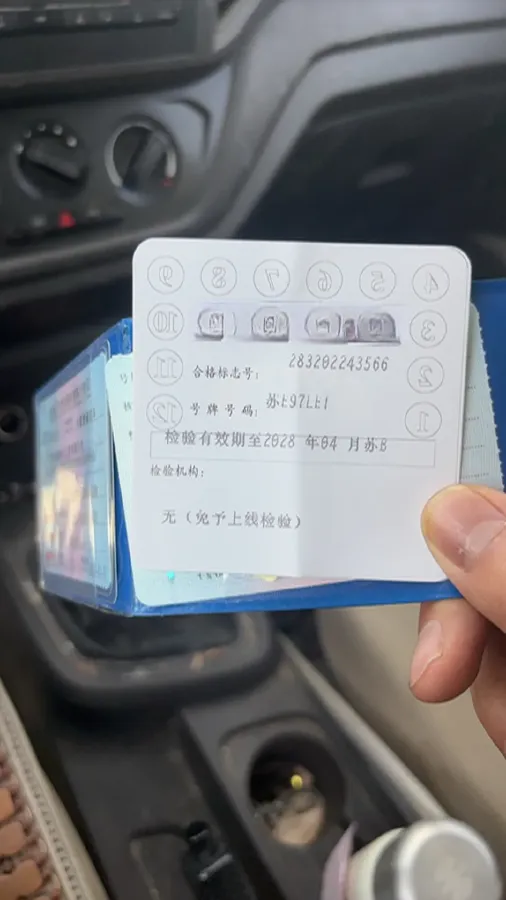 9 8 7 6 5 4
10 3
11 2
12 1
合格标志号: 283202243566
号牌号码: 苏E97LE1
检验有效期至2028 年04 月苏B
检验机构:
无(免予上线检验)